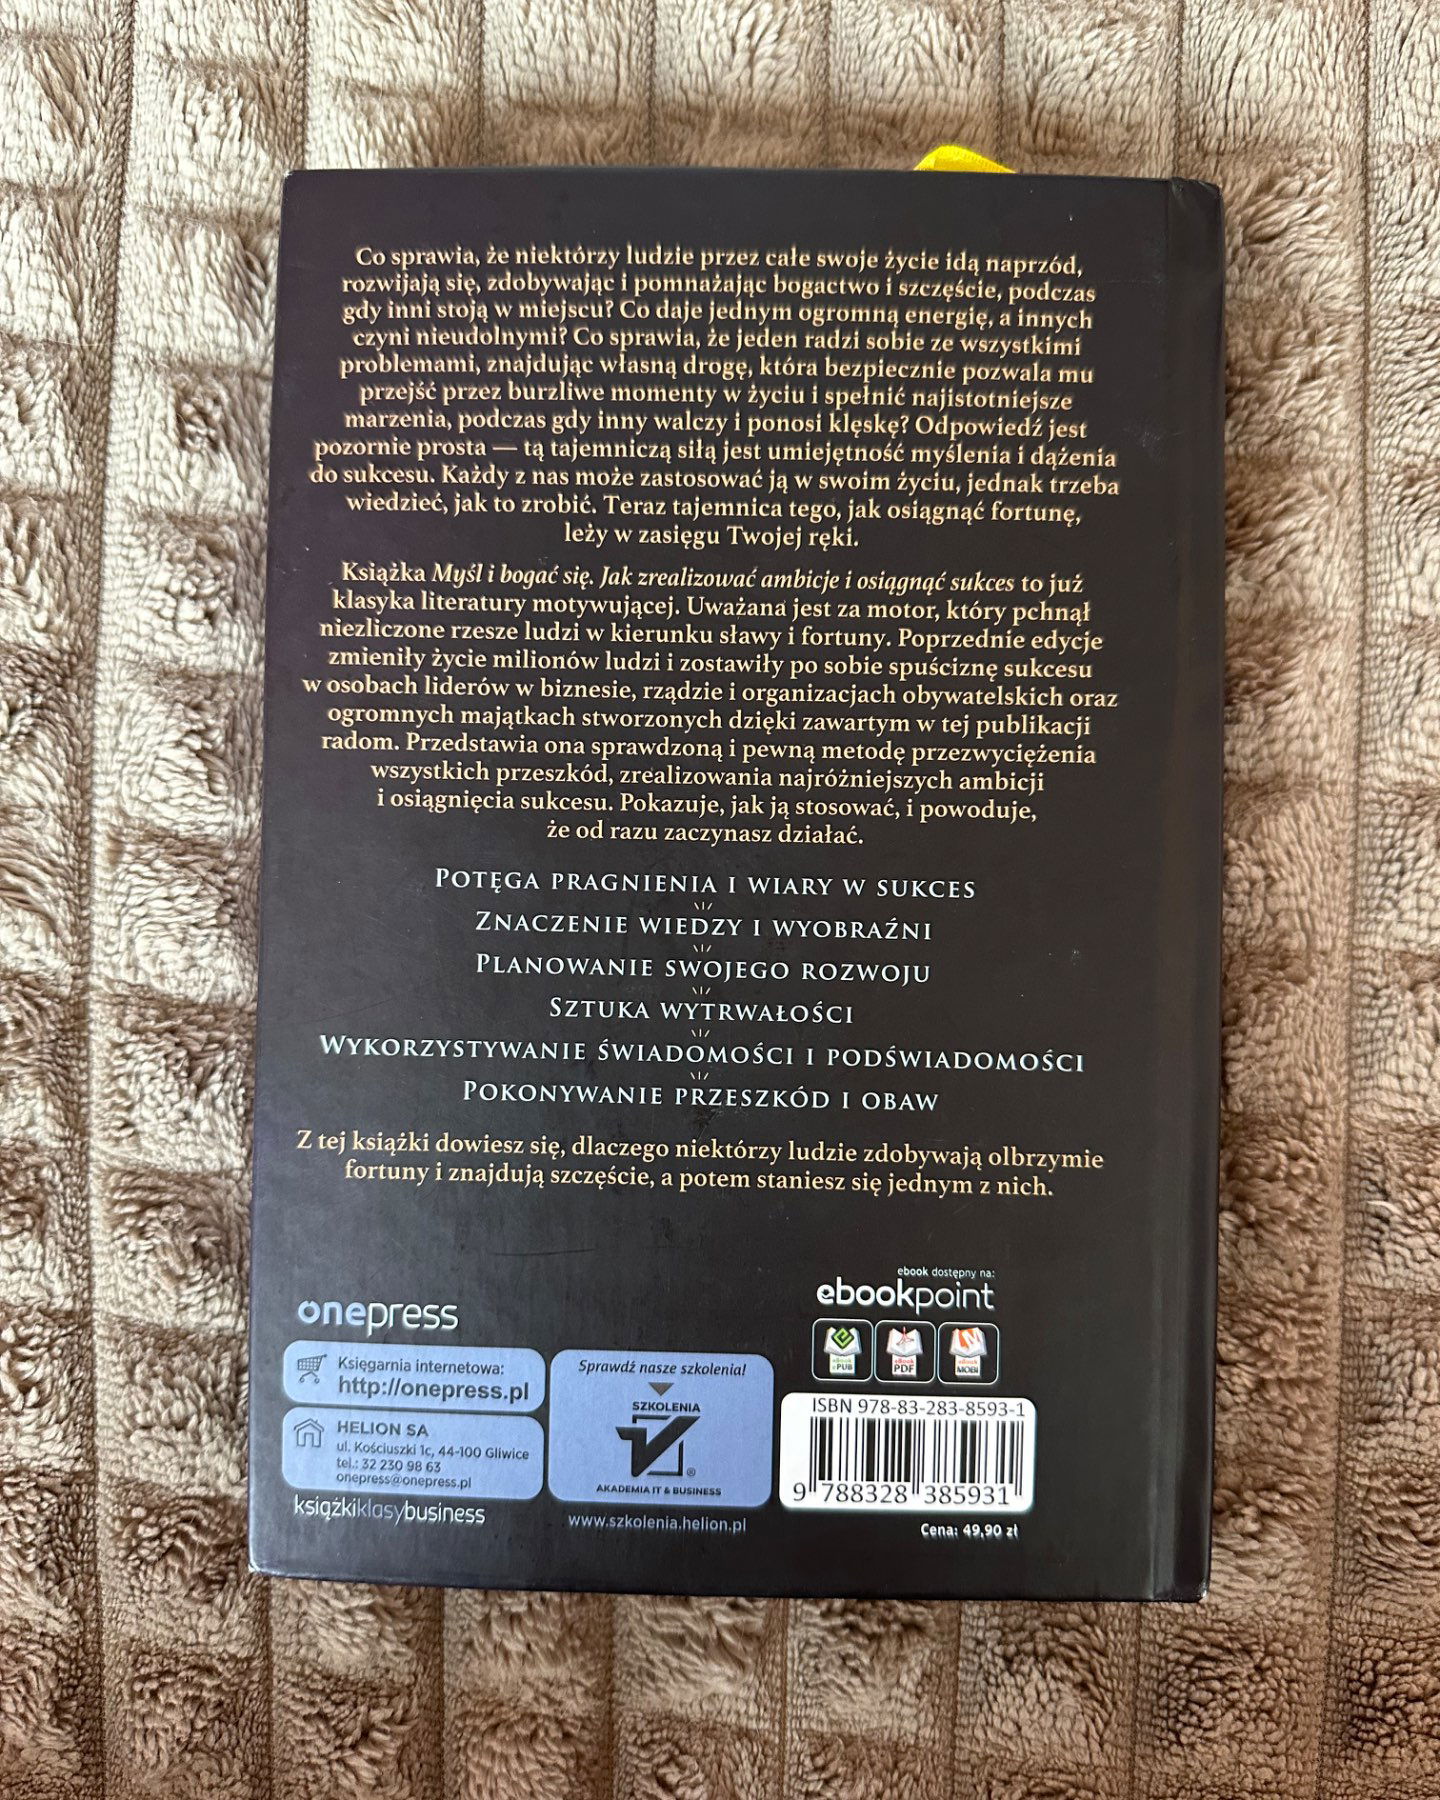 Co sprawia, że niektórzy ludzie przez całe swoje życie idą naprzód,
rozwijają się, zdobywając i pomnażając bogactwo i szczęście, podczas
gdy inni stoją w miejscu? Co daje jednym ogromną energię, a innych
czyni nieudolnymi? Co sprawia, że jeden radzi sobie ze wszystkimi
problemami, znajdując własną drogę, która bezpiecznie pozwala mu
przejść przez burzliwe momenty w życiu i spełnić najistotniejsze
marzenia, podczas gdy inny walczy i ponosi klęskę? Odpowiedź jest
pozornie prosta — tą tajemniczą siłą jest umiejętność myślenia i dążenia
do sukcesu. Każdy z nas może zastosować ją w swoim życiu, jednak trzeba
wiedzieć, jak to zrobić. Teraz tajemnica tego, jak osiągnąć fortunę,
leży w zasięgu Twojej ręki.
Książka Myśl i bogać się. Jak zrealizować ambicje i osiągnąć sukces to już
klasyka literatury motywującej. Uważana jest za motor, który pchnął
niezliczone rzesze ludzi w kierunku sławy i fortuny. Poprzednie edycje
zmieniły życie milionów ludzi i zostawiły po sobie spuściznę sukcesu
w osobach liderów w biznesie, rządzie i organizacjach obywatelskich oraz
ogromnych majątkach stworzonych dzięki zawartym w tej publikacji
radom. Przedstawia ona sprawdzoną i pewną metodę przezwyciężenia
wszystkich przeszkód, zrealizowania najróżniejszych ambicji
i osiągnięcia sukcesu. Pokazuje, jak ją stosować, i powoduje,
że od razu zaczynasz działać.
POTĘGA PRAGNIENIA I WIARY W SUKCES
ZNACZENIE WIEDZY I WYOBRAŹNI
PLANOWANIE SWOJEGO ROZWOJU
SZTUKA WYTRWAŁOŚCI
WYKORZYSTYWANIE ŚWIADOMOŚCI I PODŚWIADOMOŚCI
POKONYWANIE PRZESZKÓD I OBAW
Z tej książki dowiesz się, dlaczego niektórzy ludzie zdobywają olbrzymie
fortuny i znajdują szczęście, a potem staniesz się jednym z nich.
onepress
Księgarnia internetowa:
http://onepress.pl
HELION SA
ul. Kościuszki 1c, 44-100 Gliwice
tel.: 32 230 98 63
onepress@onepress.pl
książkiklasybusiness
Sprawdź nasze szkolenia!
SZKOLENIA
®
AKADEMIA IT & BUSINESS
www.szkolenia.helion.pl
ebook dostępny na:
ebookpoint
eBook ePUB
eBook PDF
eBook MOBI
ISBN 978-83-283-8593-1
9 788328 385931
Cena: 49,90 zł